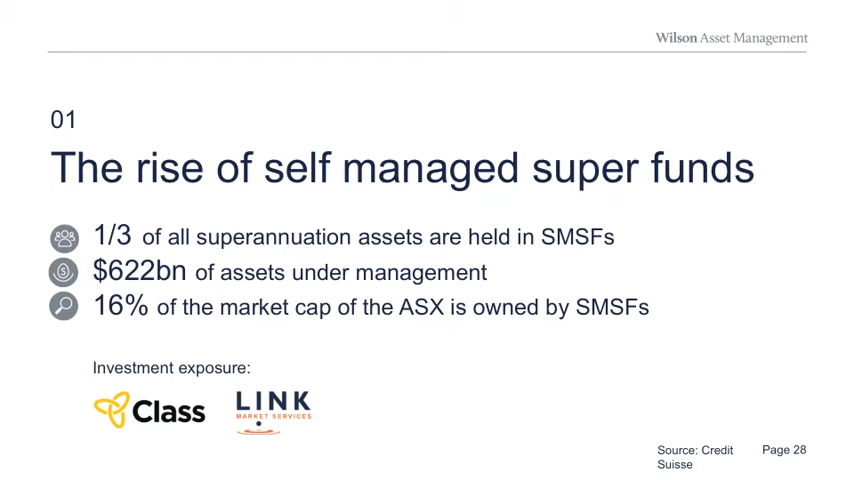 Wilson Asset Management
01
The rise of self managed super funds
1/3 of all superannuation assets are held in SMSFs
$622bn of assets under management
16% of the market cap of the ASX is owned by SMSFs
Investment exposure:
Class
LINK
MARKET SERVICES
Source: Credit Suisse
Page 28